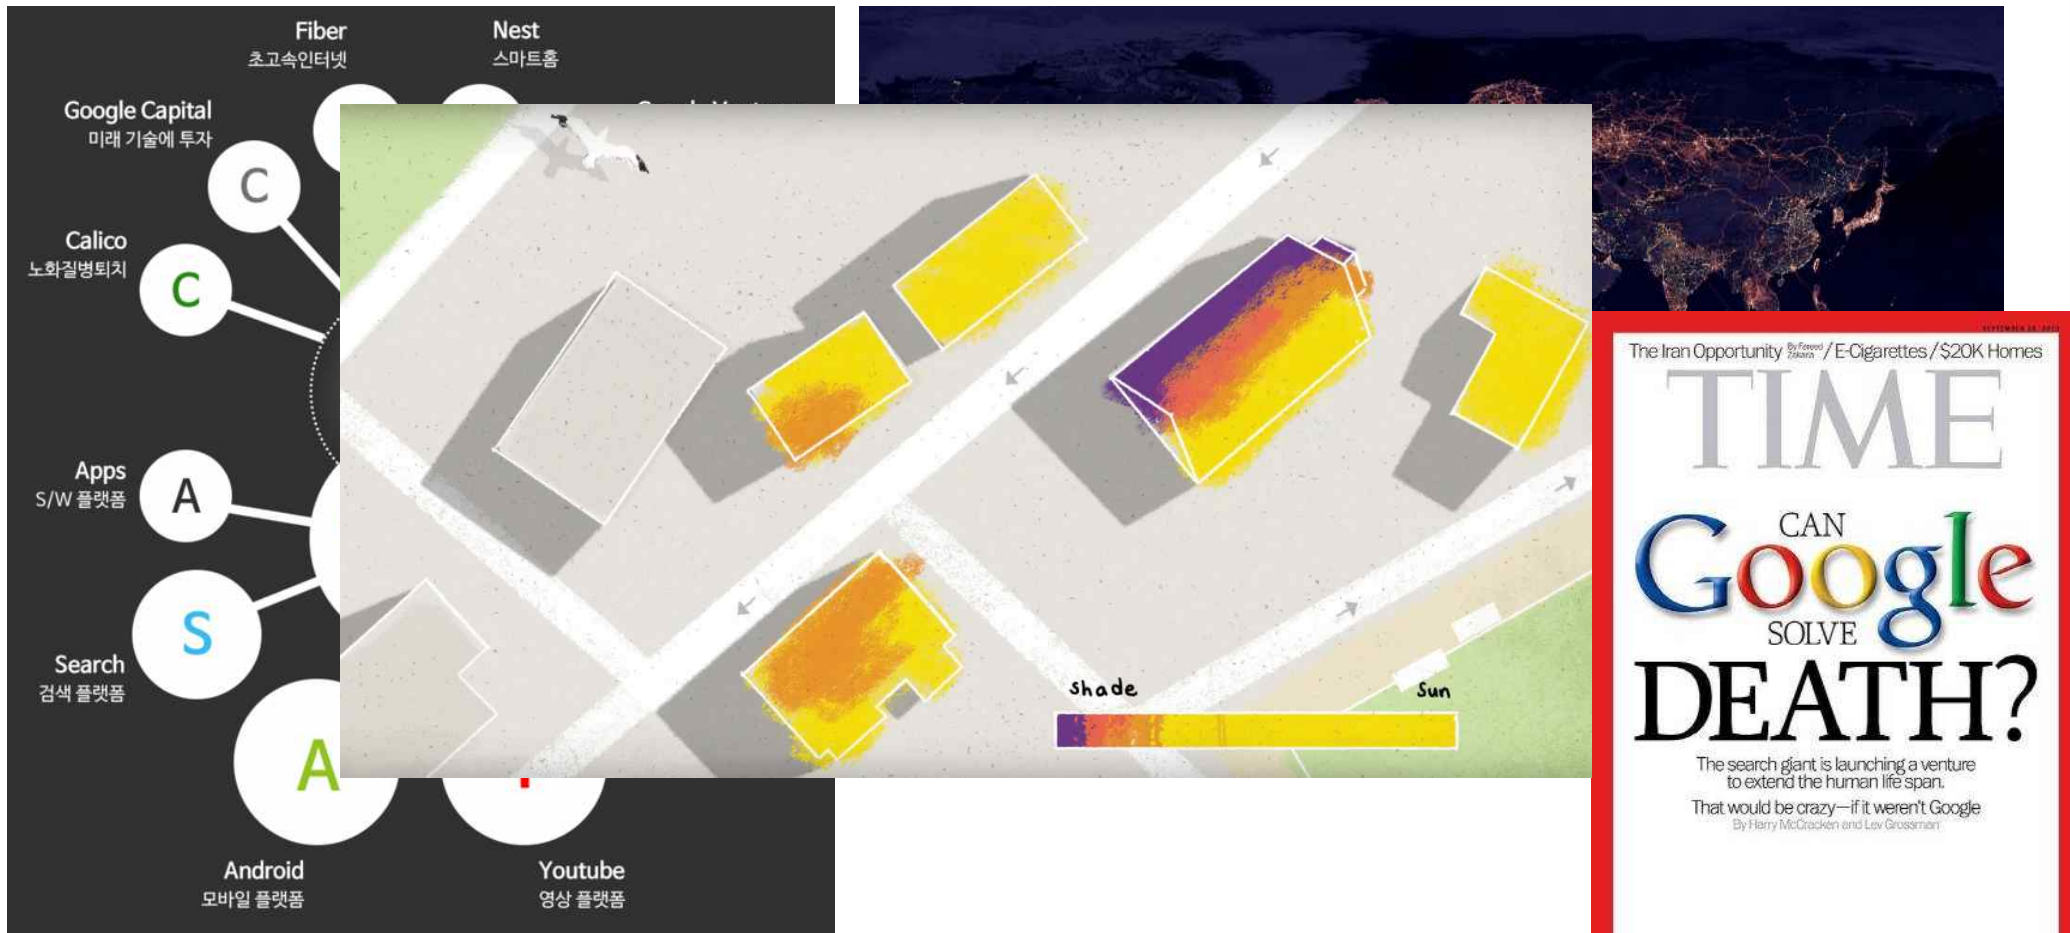 Fiber
초고속인터넷
Nest
스마트홈
Google Capital
미래 기술에 투자
C
Calico
노화질병퇴치
C
Apps
S/W 플랫폼
A
Search
검색 플랫폼
S
A
Android
모바일 플랫폼
Youtube
영상 플랫폼
shade
Sun
The Iran Opportunity By Fareed Zakaria / E-Cigarettes / $20K Homes
TIME
CAN
Google
SOLVE
DEATH?
The search giant is launching a venture
to extend the human life span.
That would be crazy—if it weren't Google
By Harry McCracken and Lev Grossman